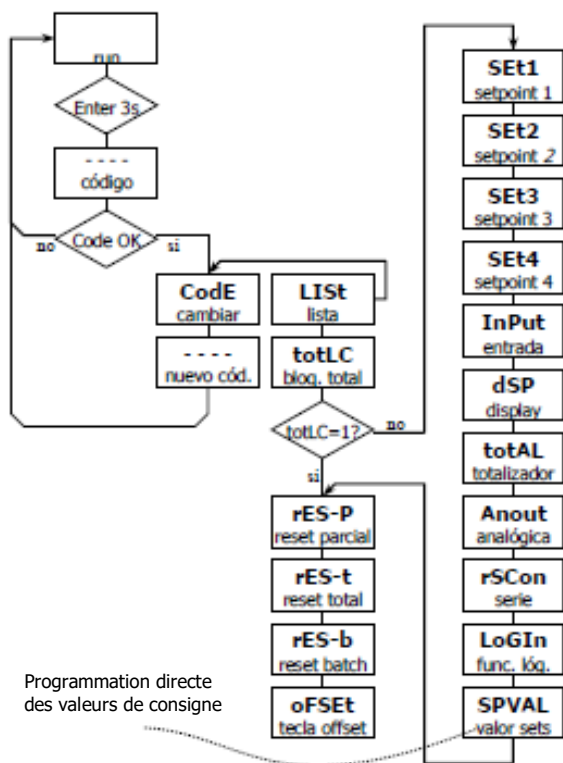 run
Enter 3s
- - - -
código
Code OK
no
si
CodE
cambiar
- - - -
nuevo cód.
LISt
lista
totLC
bloq. total
totLC=1?
no
si
rES-P
reset parcial
rES-t
reset total
rES-b
reset batch
oFSEt
tecla offset
SEt1
setpoint 1
SEt2
setpoint 2
SEt3
setpoint 3
SEt4
setpoint 4
InPut
entrada
dSP
display
totAL
totalizador
Anout
analógica
rSCon
serie
LoGIn
func. lóg.
SPVAL
valor sets
Programmation directe
des valeurs de consigne